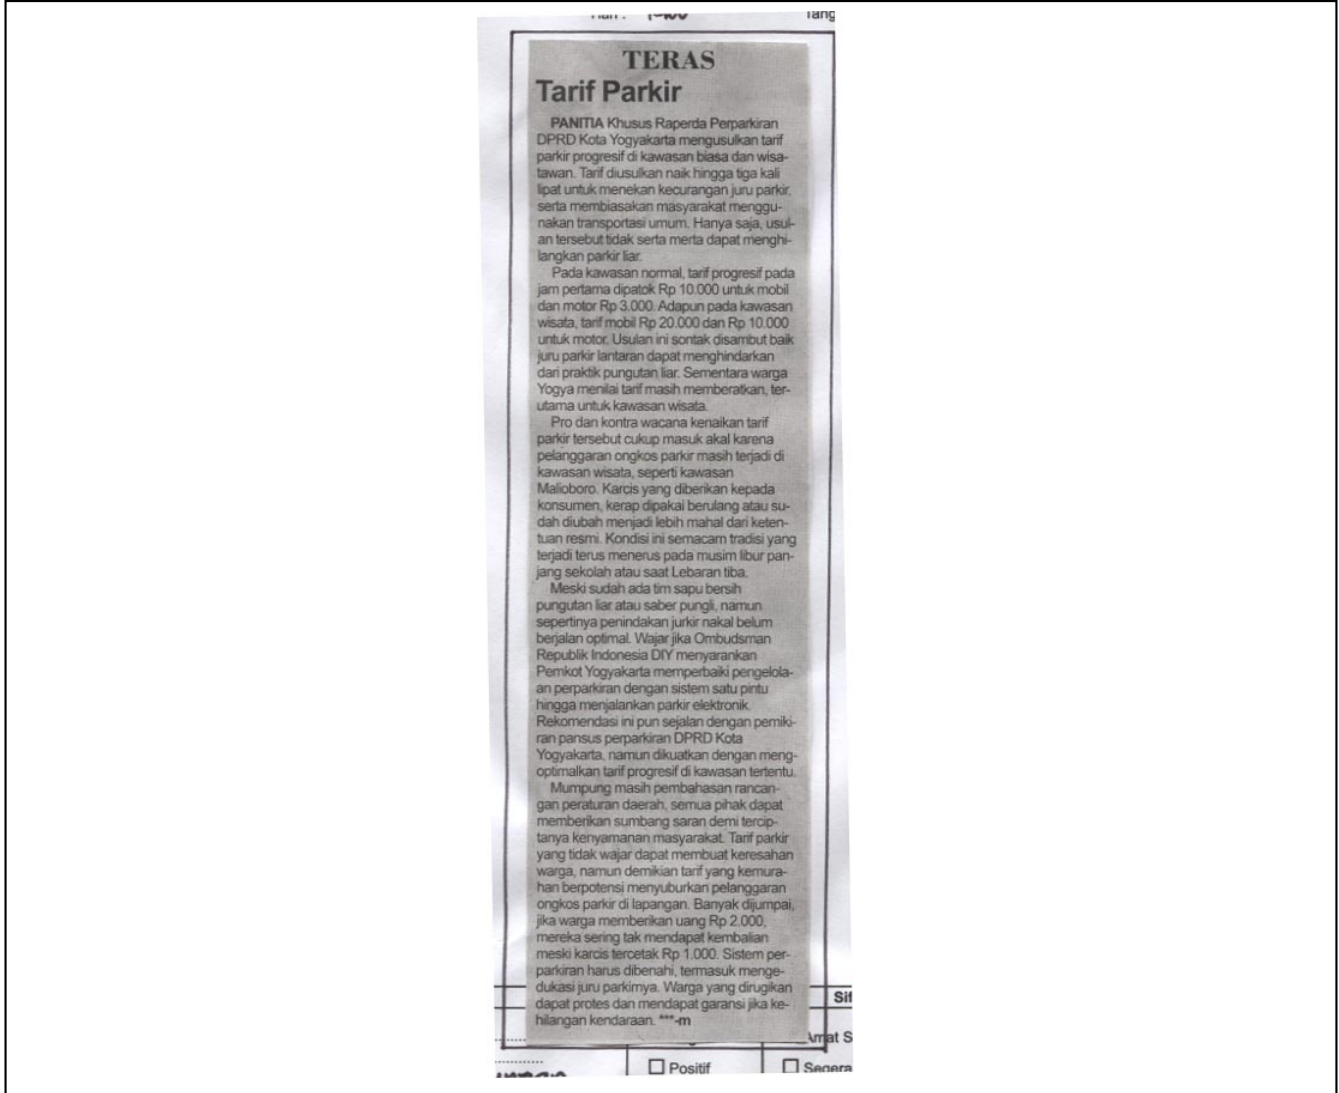 Tang
TERAS
Tarif Parkir
PANITIA Khusus Raperda Perparkiran
DPRD Kota Yogyakarta mengusulkan tarif
parkir progresif di kawasan biasa dan wisa-
tawan. Tarif diusulkan naik hingga tiga kali
lipat untuk menekan kecurangan juru parkir,
serta membiasakan masyarakat menggu-
nakan transportasi umum. Hanya saja, usul-
an tersebut tidak serta merta dapat menghi-
langkan parkir liar.
Pada kawasan normal, tarif progresif pada
jam pertama dipatok Rp 10.000 untuk mobil
dan motor Rp 3.000. Adapun pada kawasan
wisata, tarif mobil Rp 20.000 dan Rp 10.000
untuk motor. Usulan ini sontak disambut baik
juru parkir lantaran dapat menghindarkan
dari praktik pungutan liar. Sementara warga
Yogya menilai tarif masih memberatkan, ter-
utama untuk kawasan wisata.
Pro dan kontra wacana kenaikan tarif
parkir tersebut cukup masuk akal karena
pelanggaran ongkos parkir masih terjadi di
kawasan wisata, seperti kawasan
Malioboro. Karcis yang diberikan kepada
konsumen, kerap dipakai berulang atau su-
dah diubah menjadi lebih mahal dari keten-
tuan resmi. Kondisi ini semacam tradisi yang
terjadi terus menerus pada musim libur pan-
jang sekolah atau saat Lebaran tiba.
Meski sudah ada tim sapu bersih
pungutan liar atau saber pungli, namun
sepertinya penindakan jurkir nakal belum
berjalan optimal. Wajar jika Ombudsman
Republik Indonesia DIY menyarankan
Pemkot Yogyakarta memperbaiki pengelola-
an perparkiran dengan sistem satu pintu
hingga menjalankan parkir elektronik.
Rekomendasi ini pun sejalan dengan pemiki-
ran pansus perparkiran DPRD Kota
Yogyakarta, namun dikuatkan dengan meng-
optimalkan tarif progresif di kawasan tertentu.
Mumpung masih pembahasan rancan-
gan peraturan daerah, semua pihak dapat
memberikan sumbang saran demi tercip-
tanya kenyamanan masyarakat. Tarif parkir
yang tidak wajar dapat membuat keresahan
warga, namun demikian tarif yang kemura-
han berpotensi menyuburkan pelanggaran
ongkos parkir di lapangan. Banyak dijumpai,
jika warga memberikan uang Rp 2.000,
mereka sering tak mendapat kembalian
meski karcis tercetak Rp 1.000. Sistem per-
parkiran harus dibenahi, termasuk menge-
dukasi juru parkirnya. Warga yang dirugikan
dapat protes dan mendapat garansi jika ke-
hilangan kendaraan. ***-m
Sif
Amat S
Positif
Segera